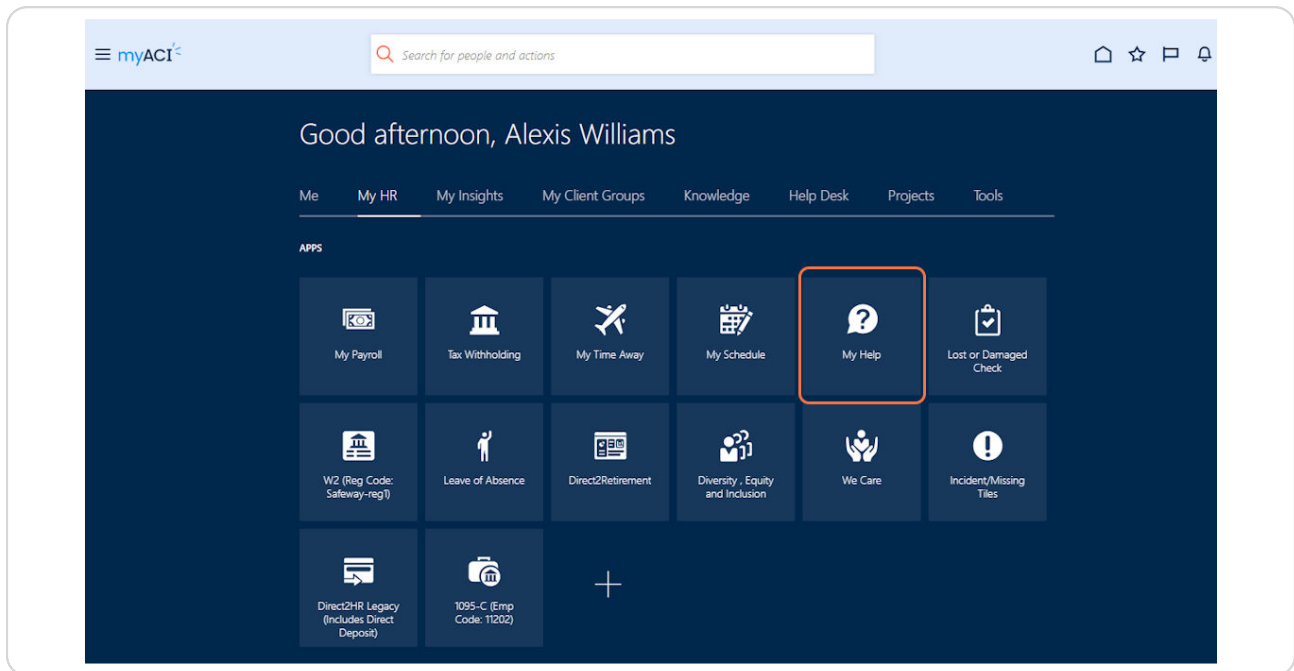 myACI
Search for people and actions
Good afternoon, Alexis Williams
Me My HR My Insights My Client Groups Knowledge Help Desk Projects Tools
APPS
My Payroll
Tax Withholding
My Time Away
My Schedule
My Help
Lost or Damaged
Check
W2 (Reg Code:
Safeway-reg1)
Leave of Absence
Direct2Retirement
Diversity , Equity
and Inclusion
We Care
Incident/Missing
Tiles
Direct2HR Legacy
(Includes Direct
Deposit)
1095-C (Emp
Code: 11202)